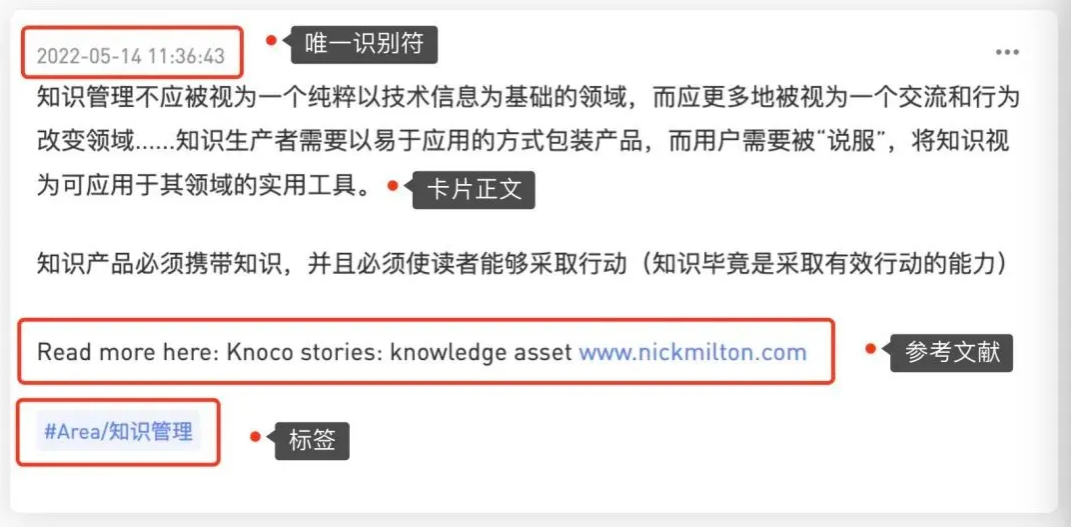 2022-05-14 11:36:43
唯一识别符
知识管理不应被视为一个纯粹以技术信息为基础的领域，而应更多地被视为一个交流和行为
改变领域……知识生产者需要以易于应用的方式包装产品，而用户需要被“说服”，将知识视
为可应用于其领域的实用工具。
卡片正文
知识产品必须携带知识，并且必须使读者能够采取行动（知识毕竟是采取有效行动的能力）
Read more here: Knoco stories: knowledge asset www.nickmilton.com
参考文献
#Area/知识管理
标签